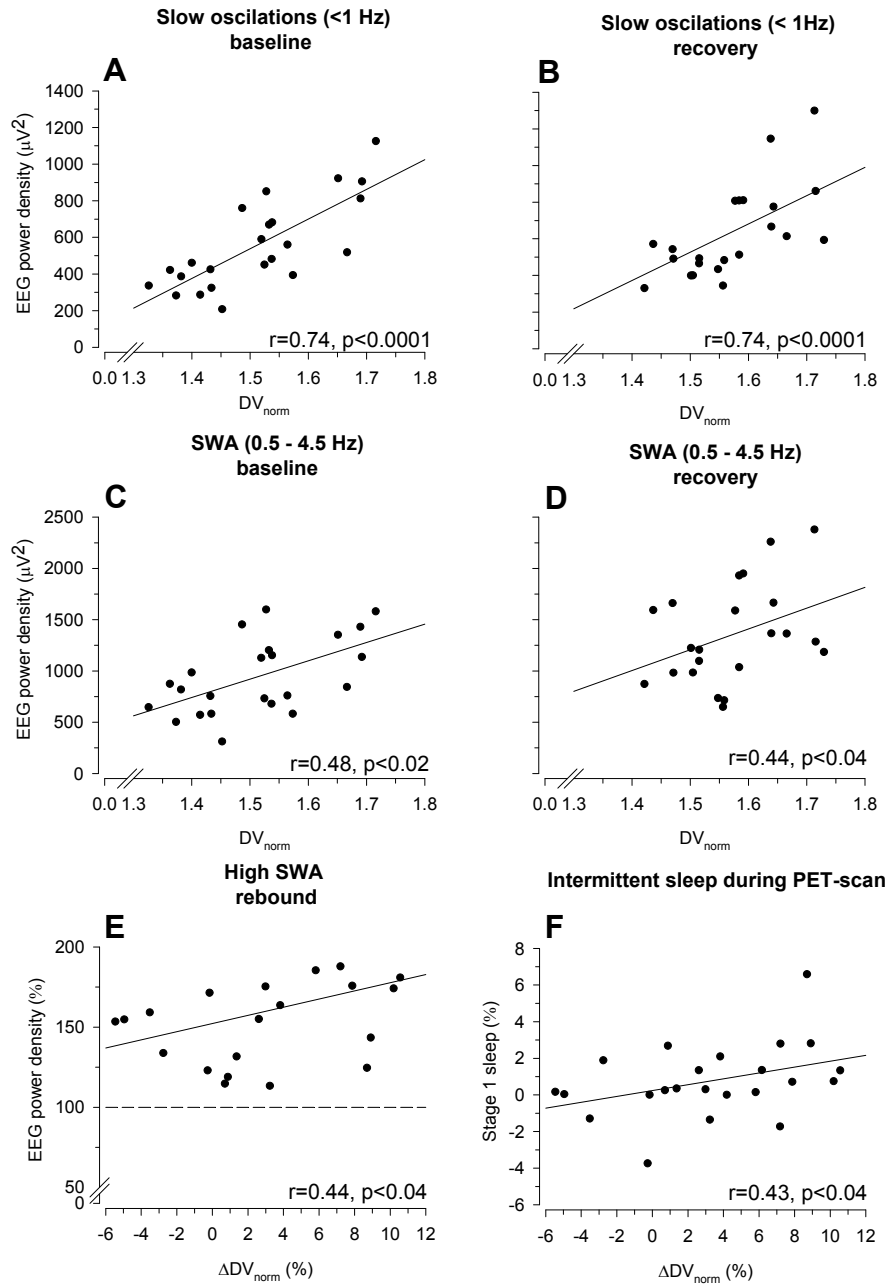 Slow oscilations (<1 Hz)
baseline
A
EEG power density (µV²)
1400
1200
1000
800
600
400
200
0
r=0.74, p<0.0001
0.0 1.3 1.4 1.5 1.6 1.7 1.8
DVnorm
Slow oscilations (< 1Hz)
recovery
B
r=0.74, p<0.0001
0.0 1.3 1.4 1.5 1.6 1.7 1.8
DVnorm
SWA (0.5 - 4.5 Hz)
baseline
C
EEG power density (µV²)
2500
2000
1500
1000
500
0
r=0.48, p<0.02
0.0 1.3 1.4 1.5 1.6 1.7 1.8
DVnorm
SWA (0.5 - 4.5 Hz)
recovery
D
r=0.44, p<0.04
0.0 1.3 1.4 1.5 1.6 1.7 1.8
DVnorm
High SWA
rebound
E
EEG power density (%)
200
150
100
50
0
r=0.44, p<0.04
-6 -4 -2 0 2 4 6 8 10 12
ΔDVnorm (%)
Intermittent sleep during PET-scan
F
Stage 1 sleep (%)
8
6
4
2
0
-2
-4
-6
r=0.43, p<0.04
-6 -4 -2 0 2 4 6 8 10 12
ΔDVnorm (%)